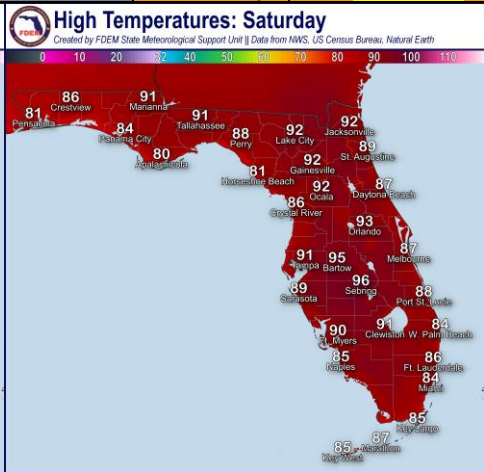 High Temperatures: Saturday
FDEM
Created by FDEM State Meteorological Support Unit || Data from NWS, US Census Bureau, Natural Earth
0 10 20 32 40 50 60 70 80 90 100 110
86
Crestview
91
Marianna
81
Pensacola
84
Panama City
80
Apalachicola
91
Tallahassee
88
Perry
92
Lake City
92
Jacksonville
89
St. Augustine
81
Horseshoe Beach
92
Gainesville
92
Ocala
87
Daytona Beach
86
Crystal River
93
Orlando
87
Melbourne
91
Tampa
95
Bartow
96
Sebring
89
Sarasota
88
Port St. Lucie
90
Ft. Myers
91
Clewiston
84
W. Palm Beach
85
Naples
86
Ft. Lauderdale
84
Miami
85
Key Largo
87
Marathon
85
Key West